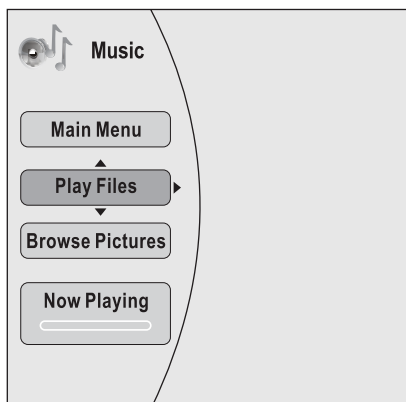 Music
Main Menu
Play Files
Browse Pictures
Now Playing